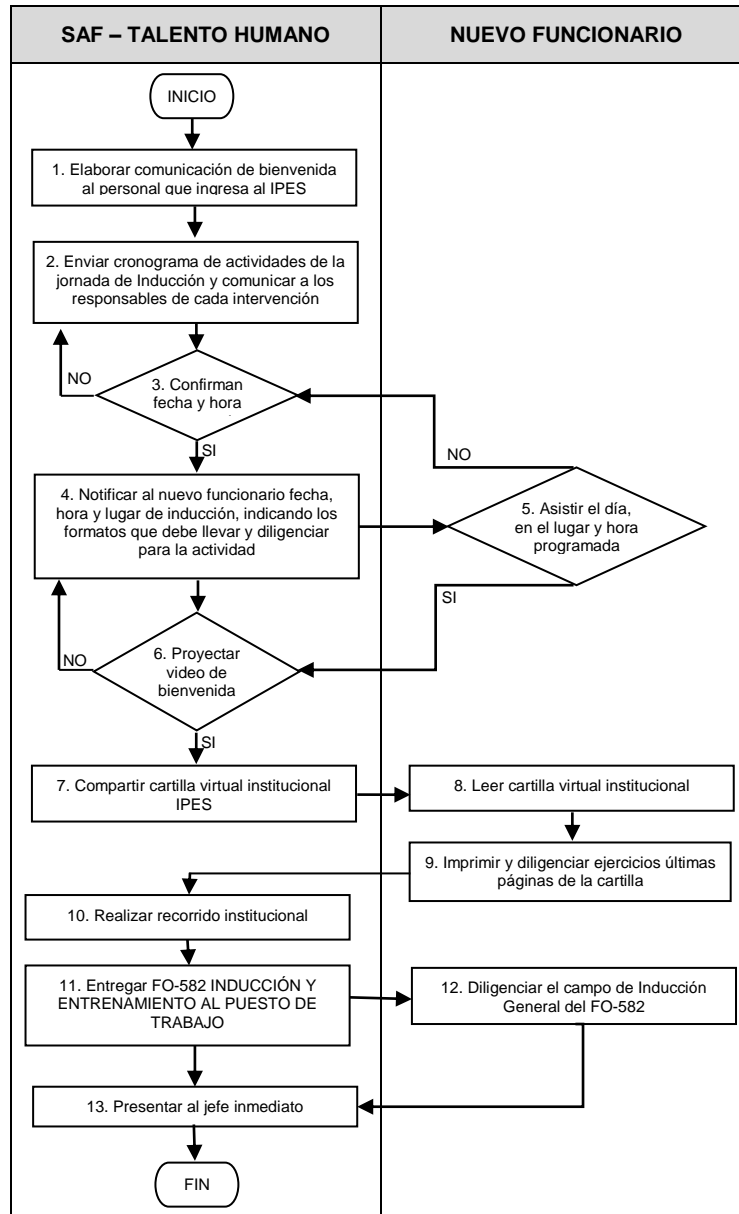 SAF – TALENTO HUMANO
NUEVO FUNCIONARIO
INICIO
1. Elaborar comunicación de bienvenida
al personal que ingresa al IPES
2. Enviar cronograma de actividades de la
jornada de Inducción y comunicar a los
responsables de cada intervención
NO
3. Confirman
fecha y hora
SI
NO
4. Notificar al nuevo funcionario fecha,
hora y lugar de inducción, indicando los
formatos que debe llevar y diligenciar
para la actividad
5. Asistir el día,
en el lugar y hora
programada
SI
NO
6. Proyectar
video de
bienvenida
SI
7. Compartir cartilla virtual institucional
IPES
8. Leer cartilla virtual institucional
9. Imprimir y diligenciar ejercicios últimas
páginas de la cartilla
10. Realizar recorrido institucional
11. Entregar FO-582 INDUCCIÓN Y
ENTRENAMIENTO AL PUESTO DE
TRABAJO
12. Diligenciar el campo de Inducción
General del FO-582
13. Presentar al jefe inmediato
FIN